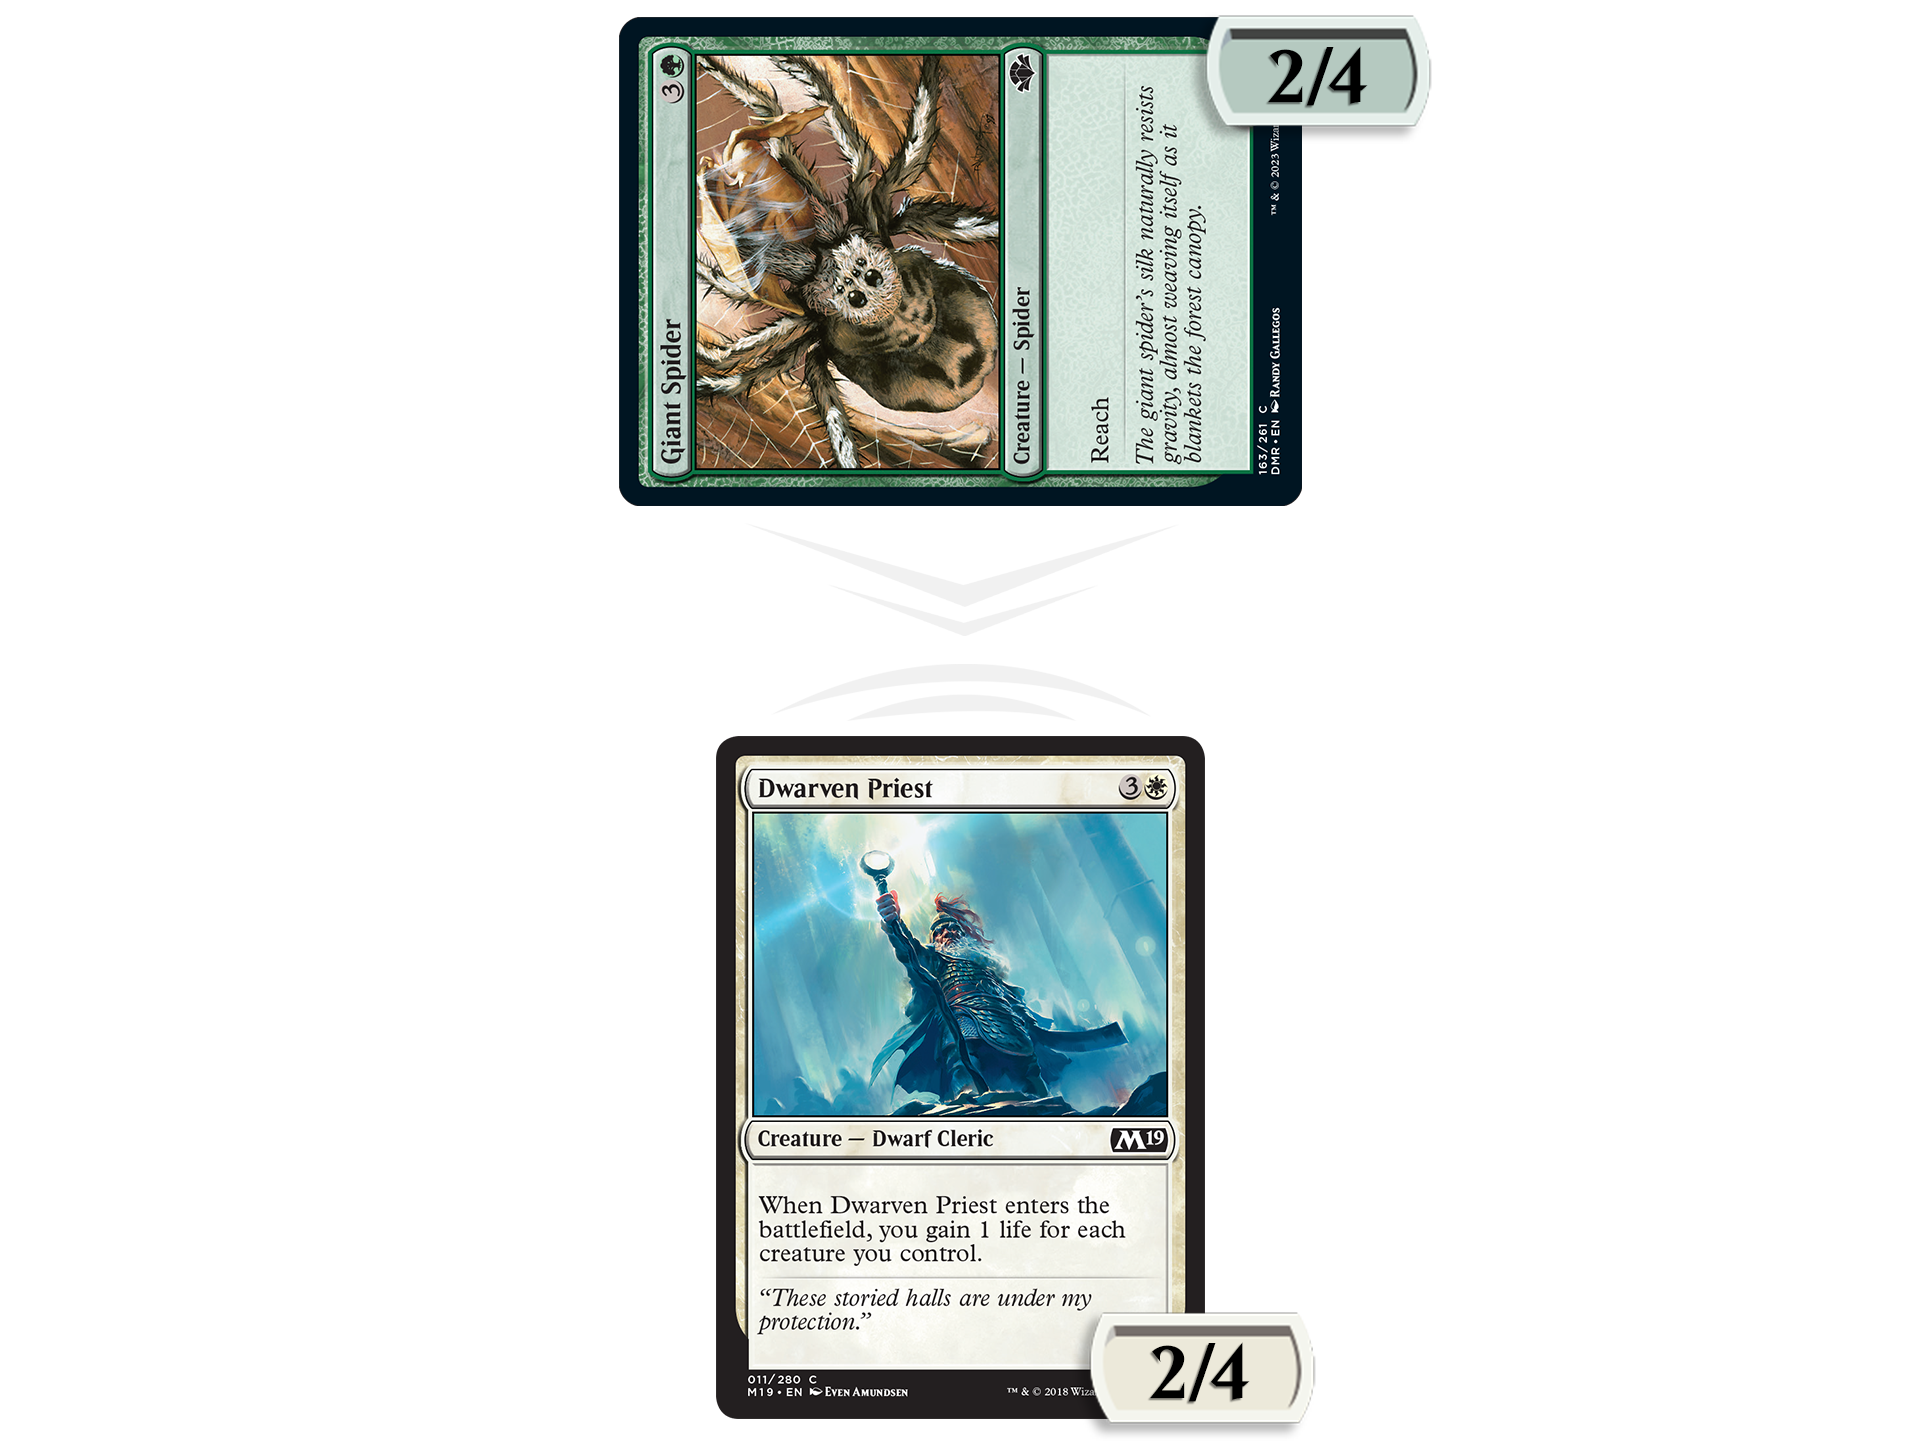 Giant Spider 3
Creature — Spider
Reach
The giant spider's silk naturally resists
gravity, almost weaving itself as it
blankets the forest canopy.
2/4
163/261 C
DMR • EN Randy Gallegos
™ & © 2023
Dwarven Priest 3
Creature — Dwarf Cleric M19
When Dwarven Priest enters the
battlefield, you gain 1 life for each
creature you control.
“These storied halls are under my
protection.”
2/4
011/280 C
M19 • EN Even Amundsen
™ & © 2018